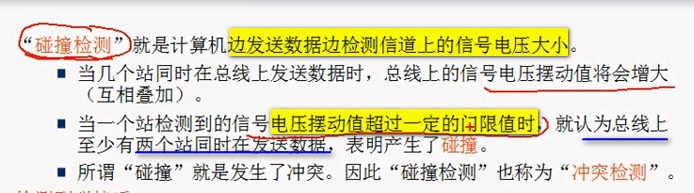 “碰撞检测”就是计算机边发送数据边检测信道上的信号电压大小。
■ 当几个站同时在总线上发送数据时，总线上的信号电压摆动值将会增大
（互相叠加）。
■ 当一个站检测到的信号电压摆动值超过一定的门限值时，就认为总线上
至少有两个站同时在发送数据，表明产生了碰撞。
■ 所谓“碰撞”就是发生了冲突。因此“碰撞检测”也称为“冲突检测”。